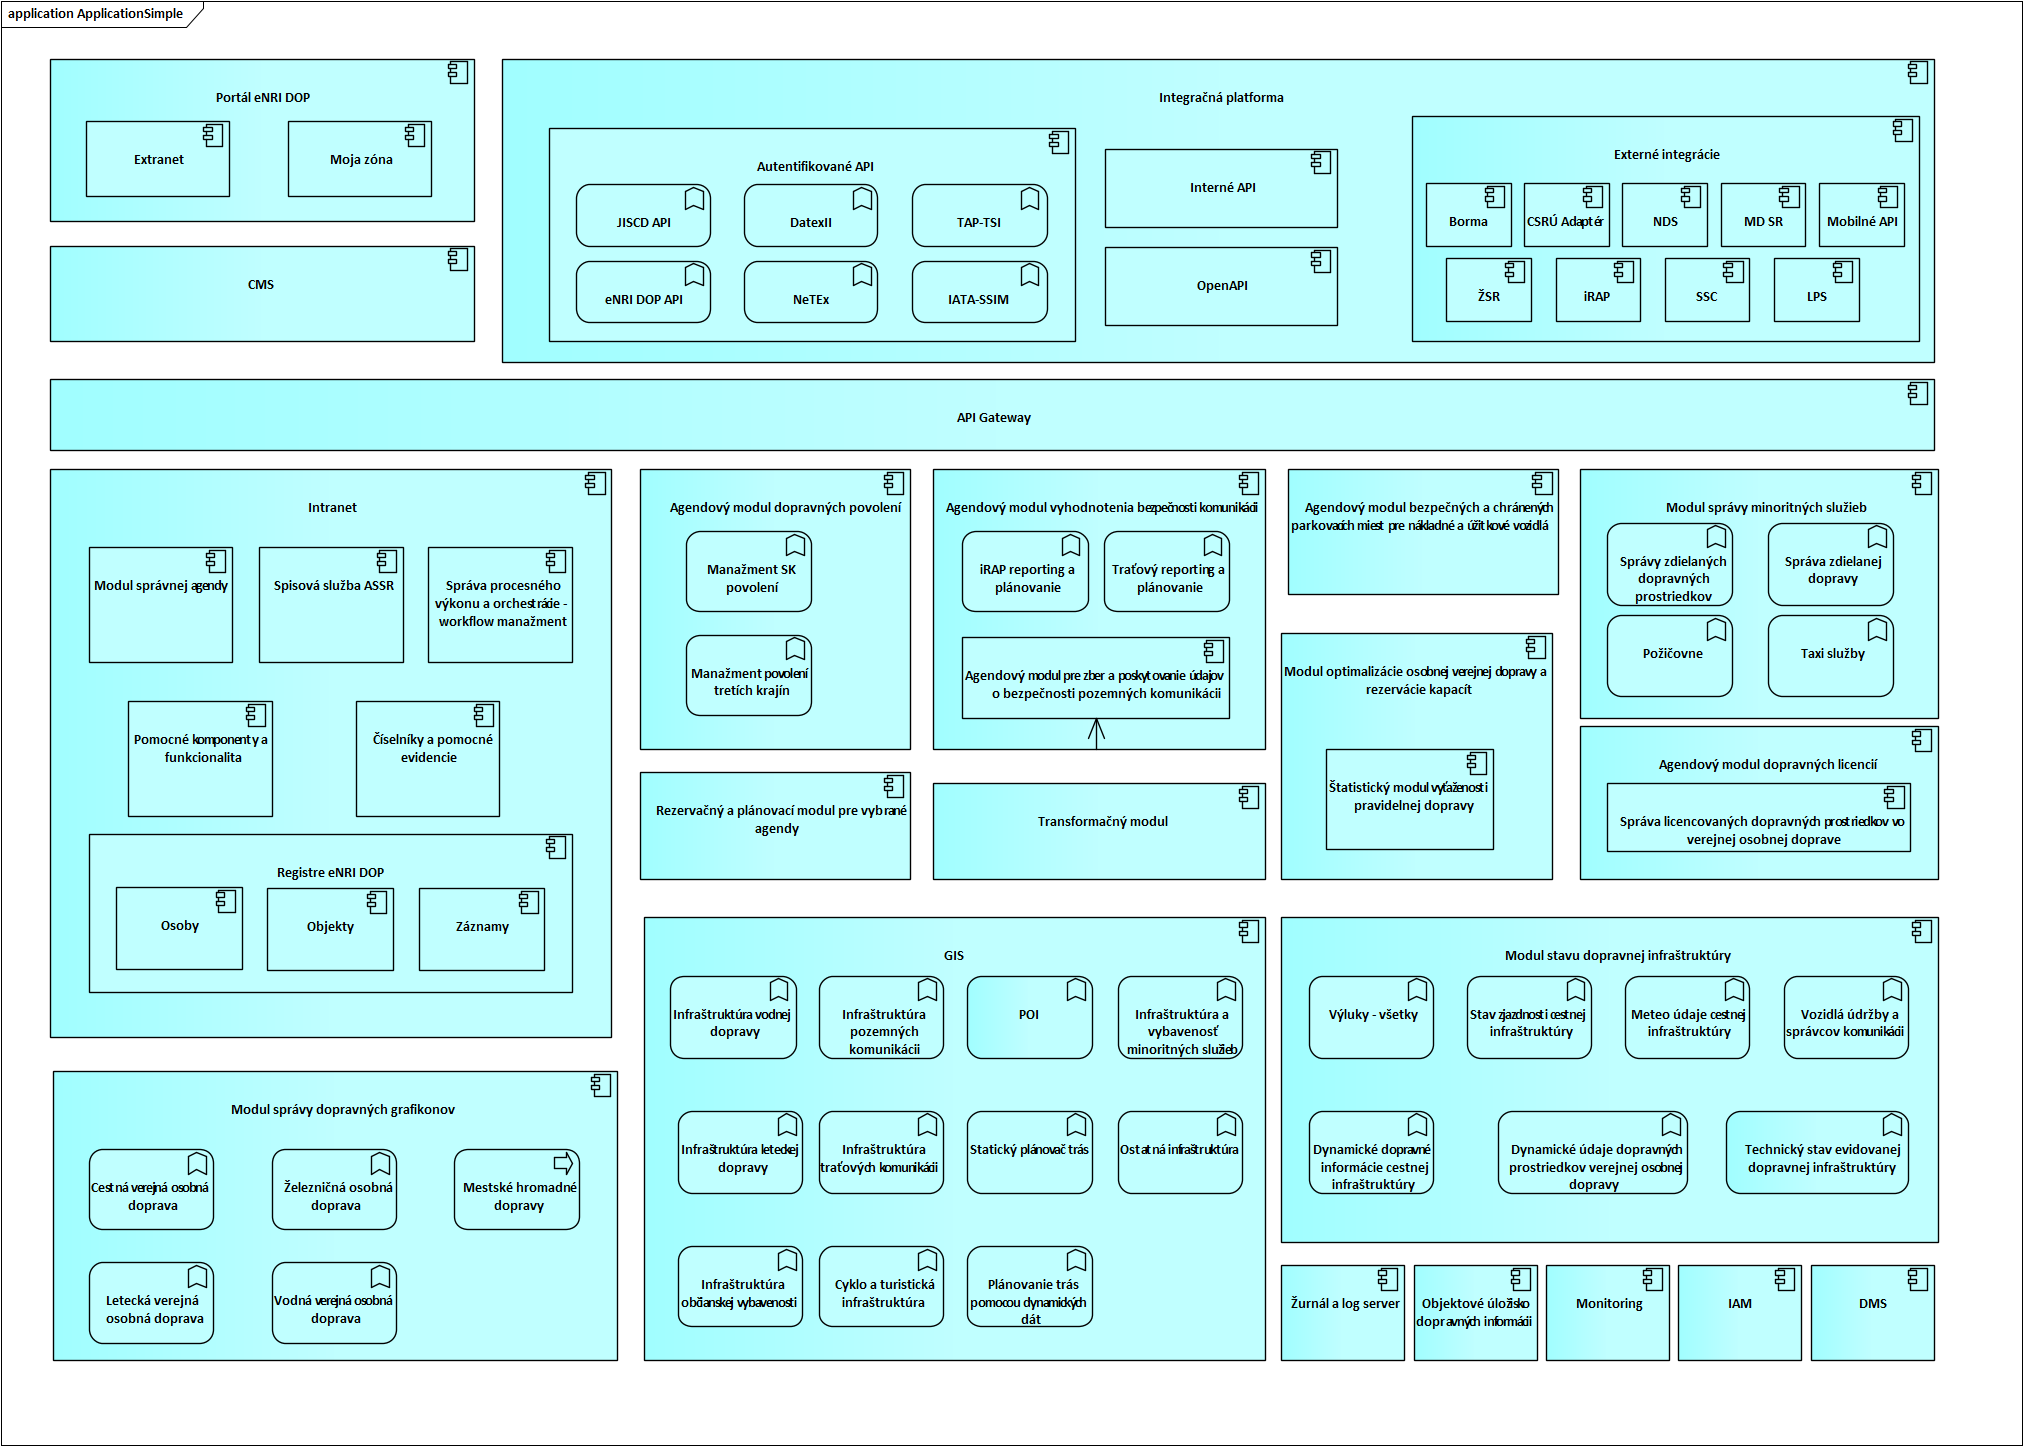 application ApplicationSimple
Portál eNRI DOP
Extranet
Moja zóna
CMS
Integračná platforma
Autentifikované API
JISCD API
DatexII
TAP-TSI
eNRI DOP API
NeTEx
IATA-SSIM
Interné API
OpenAPI
Externé integrácie
Borma
CSRÚ Adaptér
NDS
MD SR
Mobilné API
ŽSR
iRAP
SSC
LPS
API Gateway
Intranet
Modul správnej agendy
Spisová služba ASSR
Správa procesného
výkonu a orchestrácie -
workflow manažment
Pomocné komponenty a
funkcionalita
Číselníky a pomocné
evidencie
Registre eNRI DOP
Osoby
Objekty
Záznamy
Agendový modul dopravných povolení
Manažment SK
povolení
Manažment povolení
tretích krajín
Agendový modul vyhodnotenia bezpečnosti komunikácií
iRAP reporting a
plánovanie
Traťový reporting a
plánovanie
Agendový modul pre zber a poskytovanie údajov
o bezpečnosti pozemných komunikácii
Agendový modul bezpečných a chránených
parkovacích miest pre nákladné a úžitkové vozidlá
Modul správy minoritných služieb
Správy zdielaných
dopravných
prostriedkov
Správa zdielanej
dopravy
Požičovne
Taxi služby
Modul optimalizácie osobnej verejnej dopravy a
rezervácie kapacít
Štatistický modul vyťaženosti
pravidelnej dopravy
Agendový modul dopravných licencií
Správa licencovaných dopravných prostriedkov vo
verejnej osobnej doprave
Rezervačný a plánovací modul pre vybrané
agendy
Transformačný modul
GIS
Infraštruktúra vodnej
dopravy
Infraštruktúra
pozemných
komunikácii
POI
Infraštruktúra a
vybavenosť
minoritných služieb
Infraštruktúra leteckej
dopravy
Infraštruktúra
traťových komunikácii
Statický plánovač trás
Ostatná infraštruktúra
Infraštruktúra
občianskej vybavenosti
Cyklo a turistická
infraštruktúra
Plánovanie trás
pomocou dynamických
dát
Modul stavu dopravnej infraštruktúry
Výluky - všetky
Stav zjazdnosti cestnej
infraštruktúry
Meteo údaje cestnej
infraštruktúry
Vozidlá údržby a
správcov komunikácii
Dynamické dopravné
informácie cestnej
infraštruktúry
Dynamické údaje dopravných
prostriedkov verejnej osobnej
dopravy
Technický stav evidovanej
dopravnej infraštruktúry
Modul správy dopravných grafikonov
Cestná verejná osobná
doprava
Železničná osobná
doprava
Mestské hromadné
dopravy
Letecká verejná
osobná doprava
Vodná verejná osobná
doprava
Žurnál a log server
Objektové úložisko
dopravných informácii
Monitoring
IAM
DMS